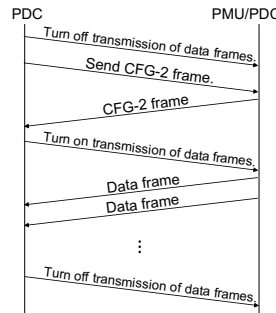 PDC
PMU/PDC
Turn off transmission of data frames.
Send CFG-2 frame.
CFG-2 frame
Turn on transmission of data frames.
Data frame
Data frame
Turn off transmission of data frames.